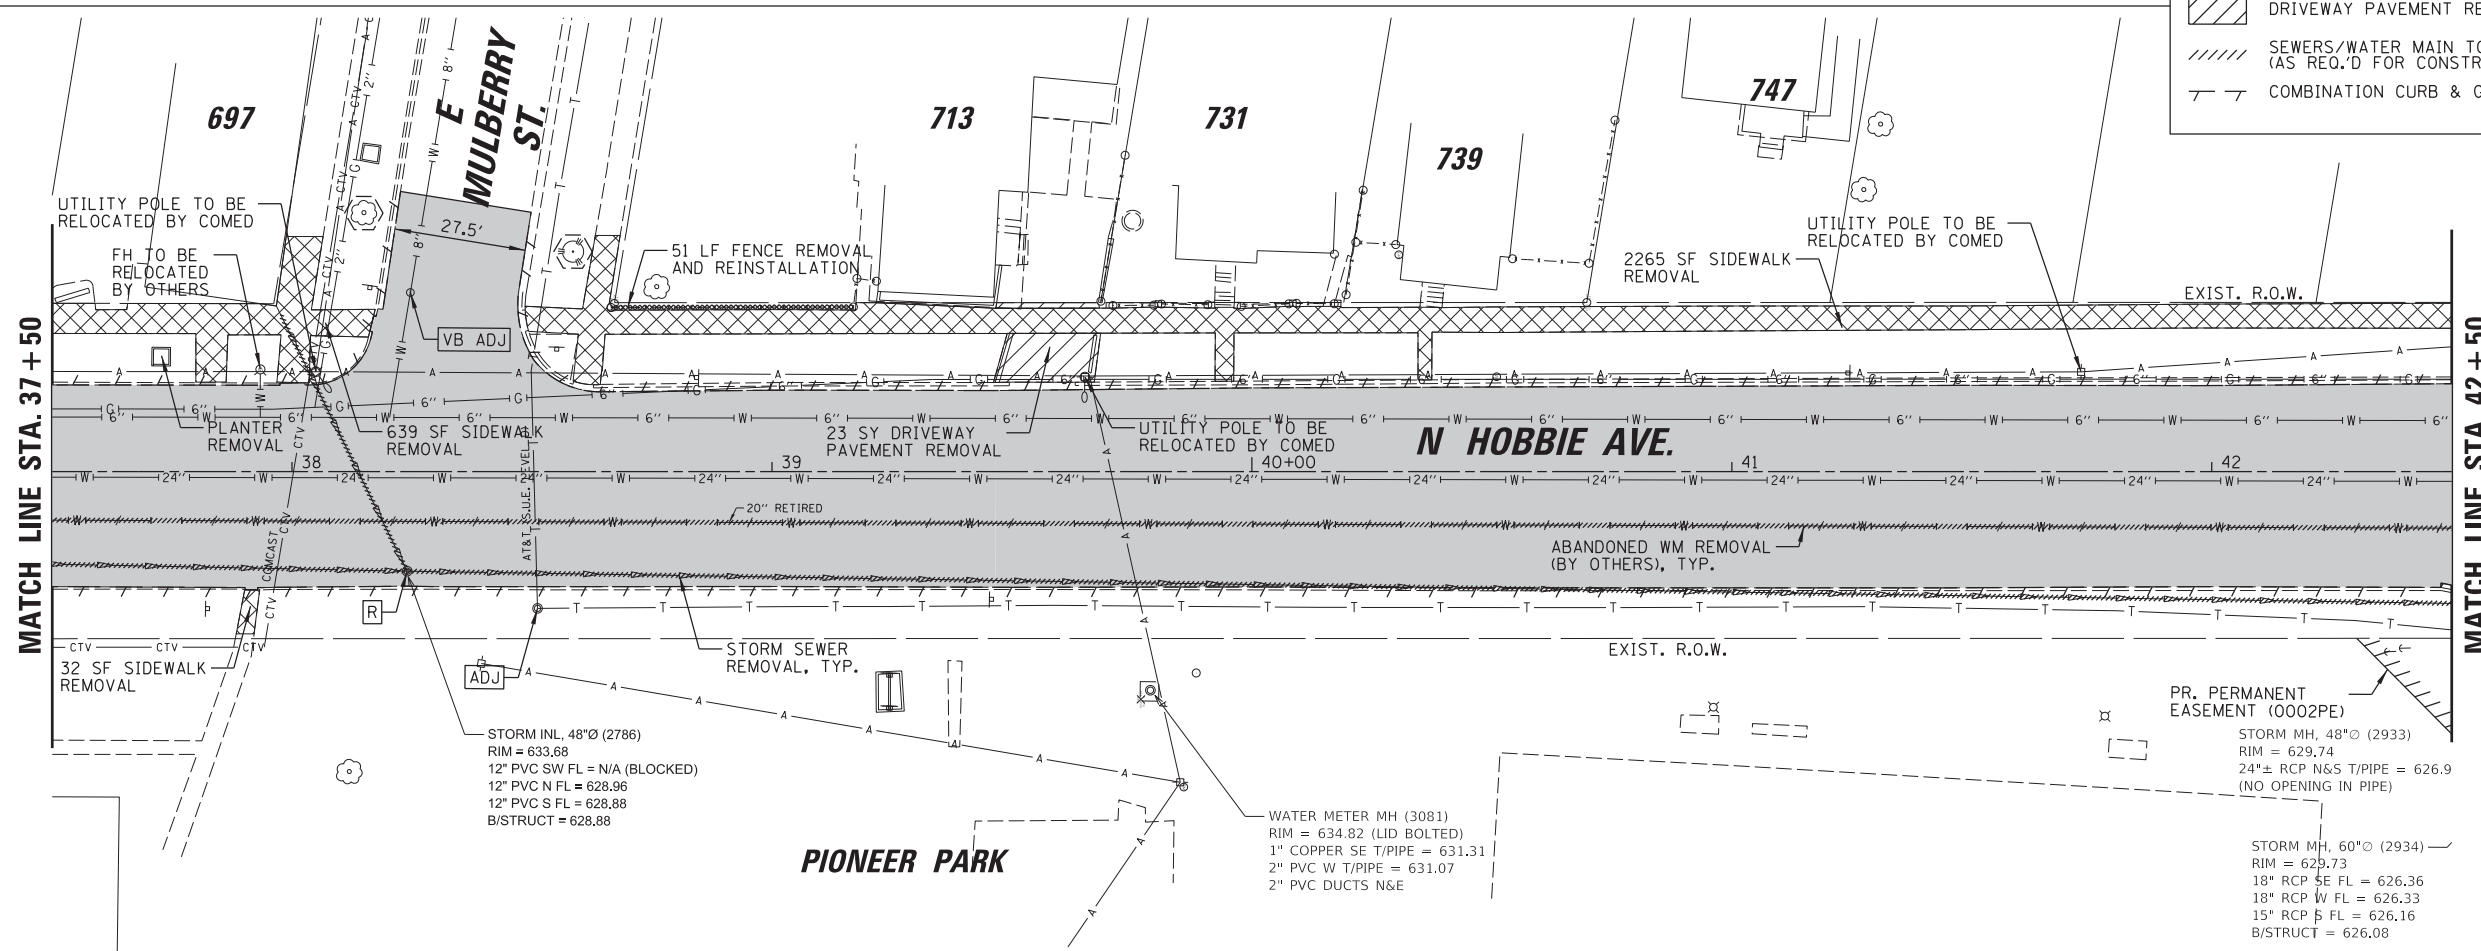 DRIVEWAY PAVEMENT RE
SEWERS/WATER MAIN TO
(AS REQ.'D FOR CONSTR
COMBINATION CURB & G
697
E
MULBERRY
ST.
713
731
739
747
UTILITY POLE TO BE
RELOCATED BY COMED
FH TO BE
RELOCATED
BY OTHERS
27.5'
51 LF FENCE REMOVAL
AND REINSTALLATION
UTILITY POLE TO BE
RELOCATED BY COMED
2265 SF SIDEWALK
REMOVAL
EXIST. R.O.W.
VB ADJ
MATCH LINE STA. 37+50
MATCH LINE STA. 42+50
PLANTER
REMOVAL
639 SF SIDEWALK
REMOVAL
23 SY DRIVEWAY
PAVEMENT REMOVAL
UTILITY POLE TO BE
RELOCATED BY COMED
N HOBBIE AVE.
38
39
40+00
41
42
20" RETIRED
COMCAST
AT&T S.U.E. LEVEL D
ABANDONED WM REMOVAL
(BY OTHERS), TYP.
R
ADJ
32 SF SIDEWALK
REMOVAL
STORM SEWER
REMOVAL, TYP.
EXIST. R.O.W.
PR. PERMANENT
EASEMENT (0002PE)
STORM INL, 48"Ø (2786)
RIM = 633.68
12" PVC SW FL = N/A (BLOCKED)
12" PVC N FL = 628.96
12" PVC S FL = 628.88
B/STRUCT = 628.88
STORM MH, 48"Ø (2933)
RIM = 629.74
24"± RCP N&S T/PIPE = 626.9
(NO OPENING IN PIPE)
WATER METER MH (3081)
RIM = 634.82 (LID BOLTED)
1" COPPER SE T/PIPE = 631.31
2" PVC W T/PIPE = 631.07
2" PVC DUCTS N&E
PIONEER PARK
STORM MH, 60"Ø (2934)
RIM = 629.73
18" RCP SE FL = 626.36
18" RCP W FL = 626.33
15" RCP S FL = 626.16
B/STRUCT = 626.08